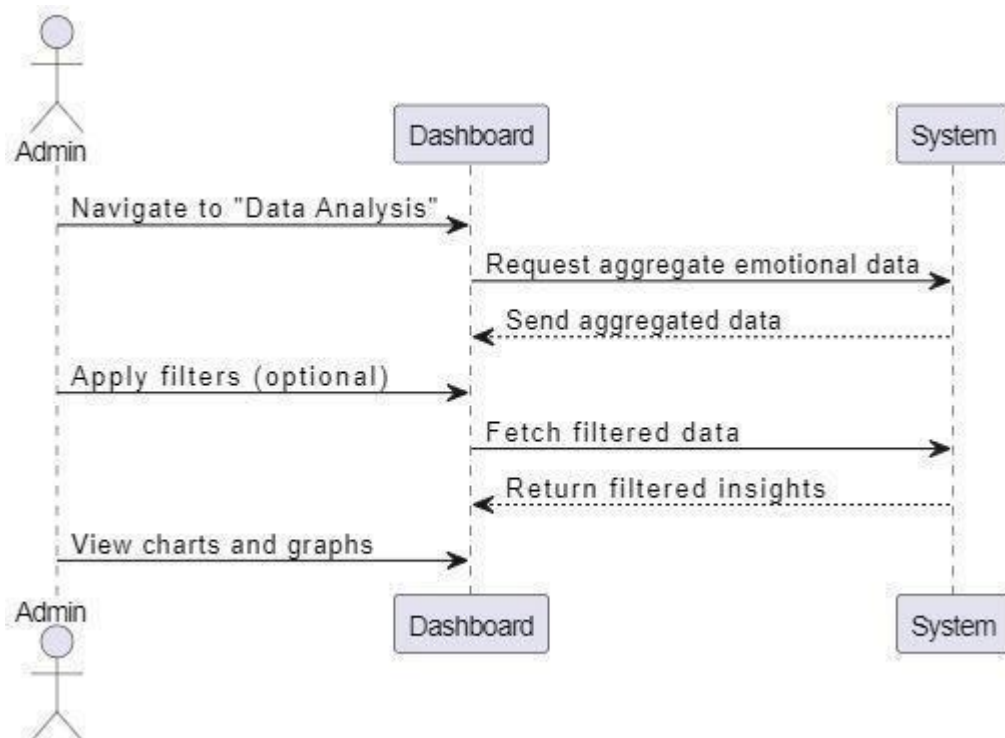 Admin
Dashboard
System
Navigate to "Data Analysis"
Request aggregate emotional data
Send aggregated data
Apply filters (optional)
Fetch filtered data
Return filtered insights
View charts and graphs
Admin
Dashboard
System